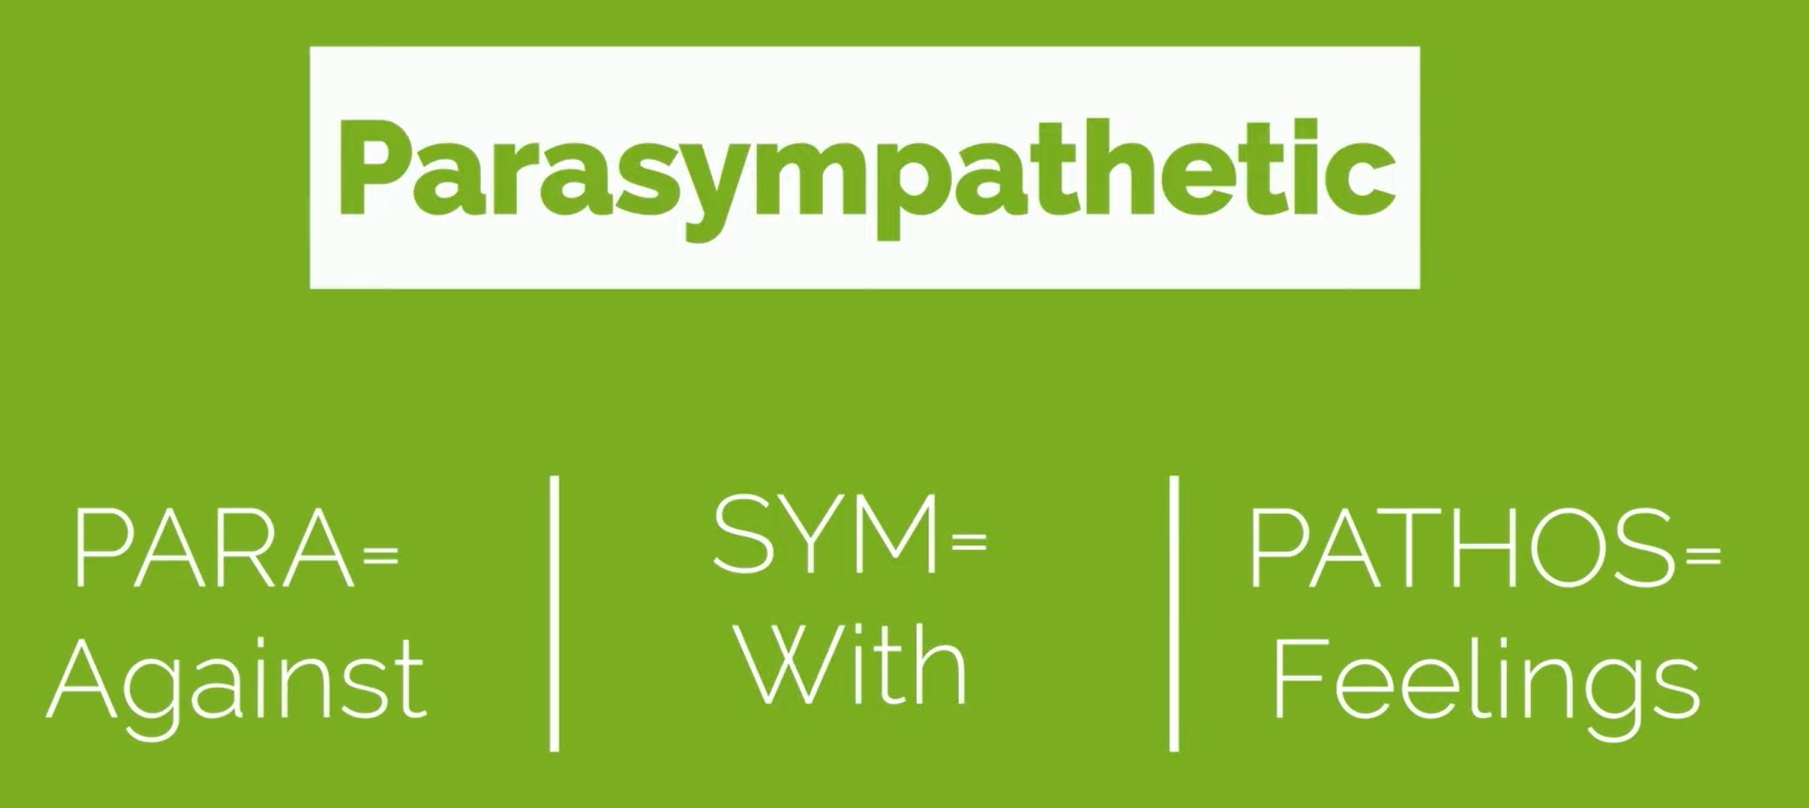 Parasympathetic
PARA=
Against
SYM=
With
PATHOS=
Feelings